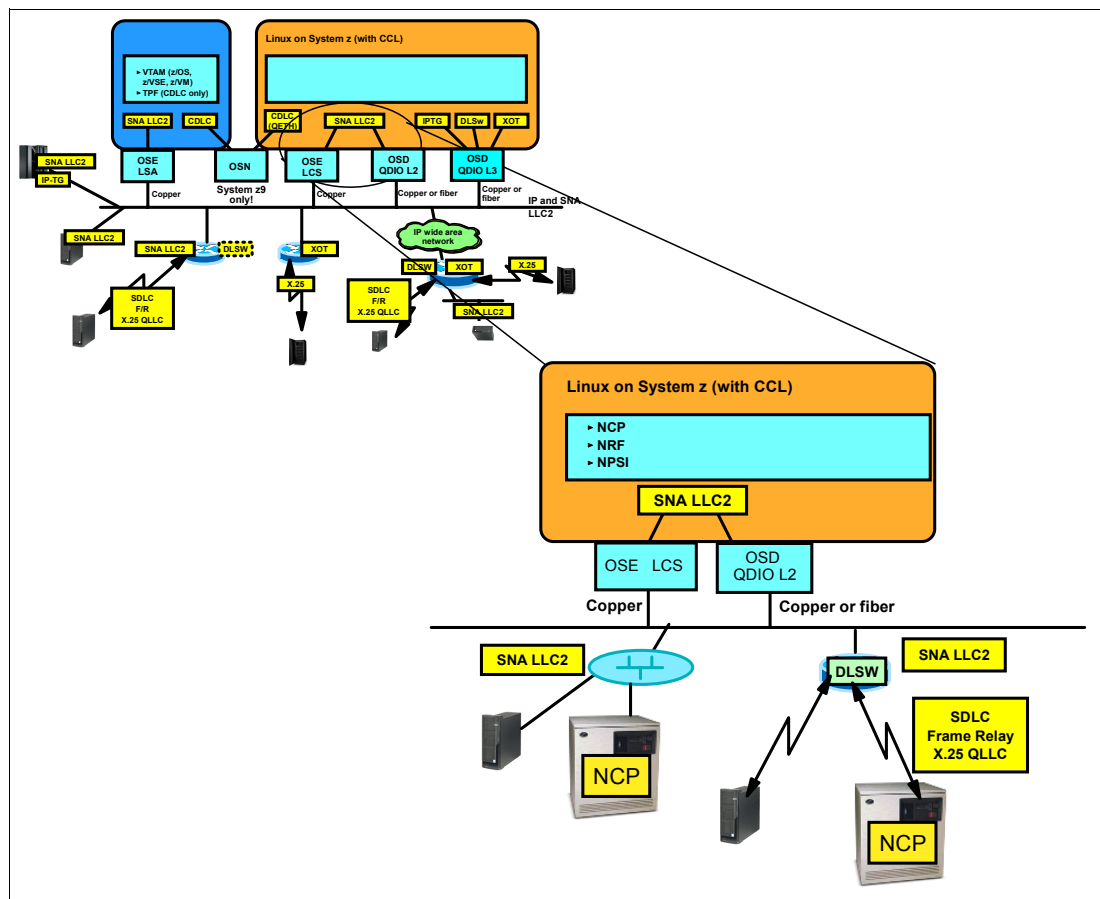 Linux on System z (with CCL)
► VTAM (z/OS,
z/VSE, z/VM)
► TPF (CDLC only)
SNA LLC2
CDLC
CDLC
(QETH)
SNA LLC2
IPTG
DLSw
XOT
OSE
LSA
OSN
OSE
LCS
OSD
QDIO L2
OSD
QDIO L3
SNA LLC2
IP-TG
Copper
System z9
only!
Copper
Copper or fiber
Copper or
fiber
IP and SNA
LLC2
SNA LLC2
SNA LLC2
DLSW
XOT
IP wide area
network
DLSW
XOT
X.25
X.25
SDLC
F/R
X.25 QLLC
SDLC
F/R
X.25 QLLC
SNA LLC2
Linux on System z (with CCL)
► NCP
► NRF
► NPSI
SNA LLC2
OSE LCS
OSD
QDIO L2
Copper
Copper or fiber
SNA LLC2
DLSW
SNA LLC2
SDLC
Frame Relay
X.25 QLLC
NCP
NCP